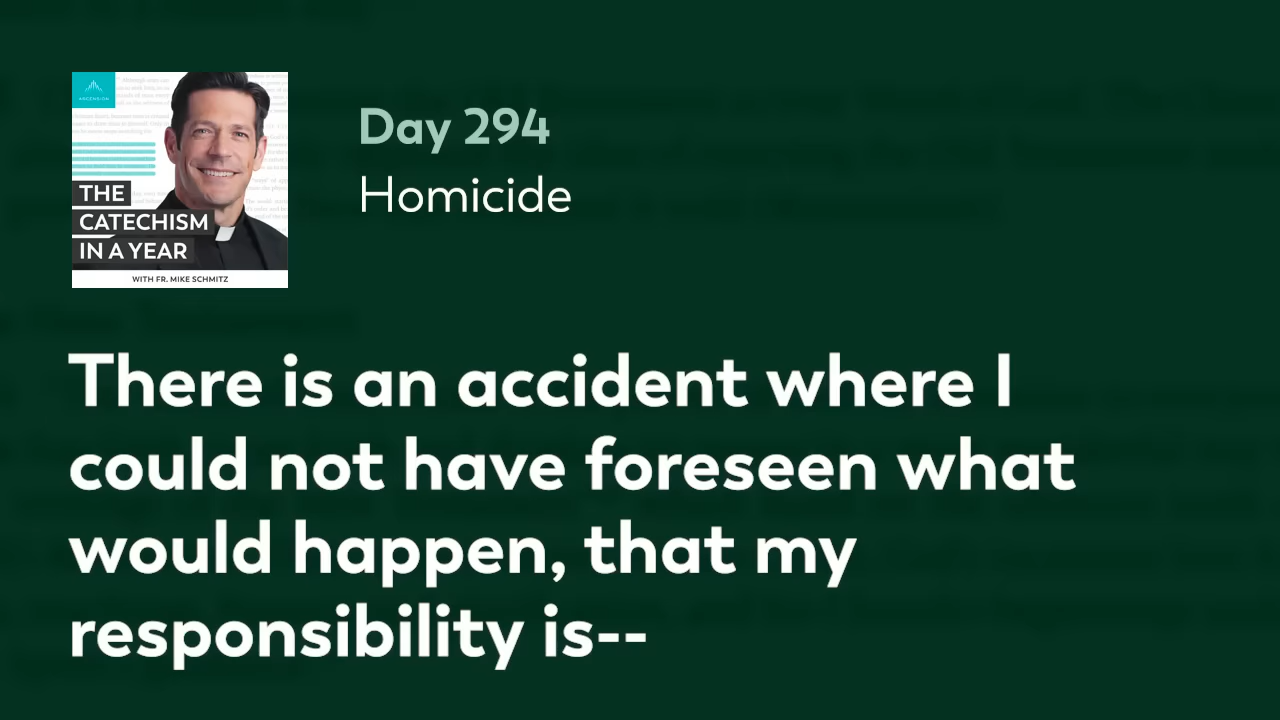 ASCENSION
THE
CATECHISM
IN A YEAR
WITH FR. MIKE SCHMITZ
Day 294
Homicide
There is an accident where I
could not have foreseen what
would happen, that my
responsibility is--